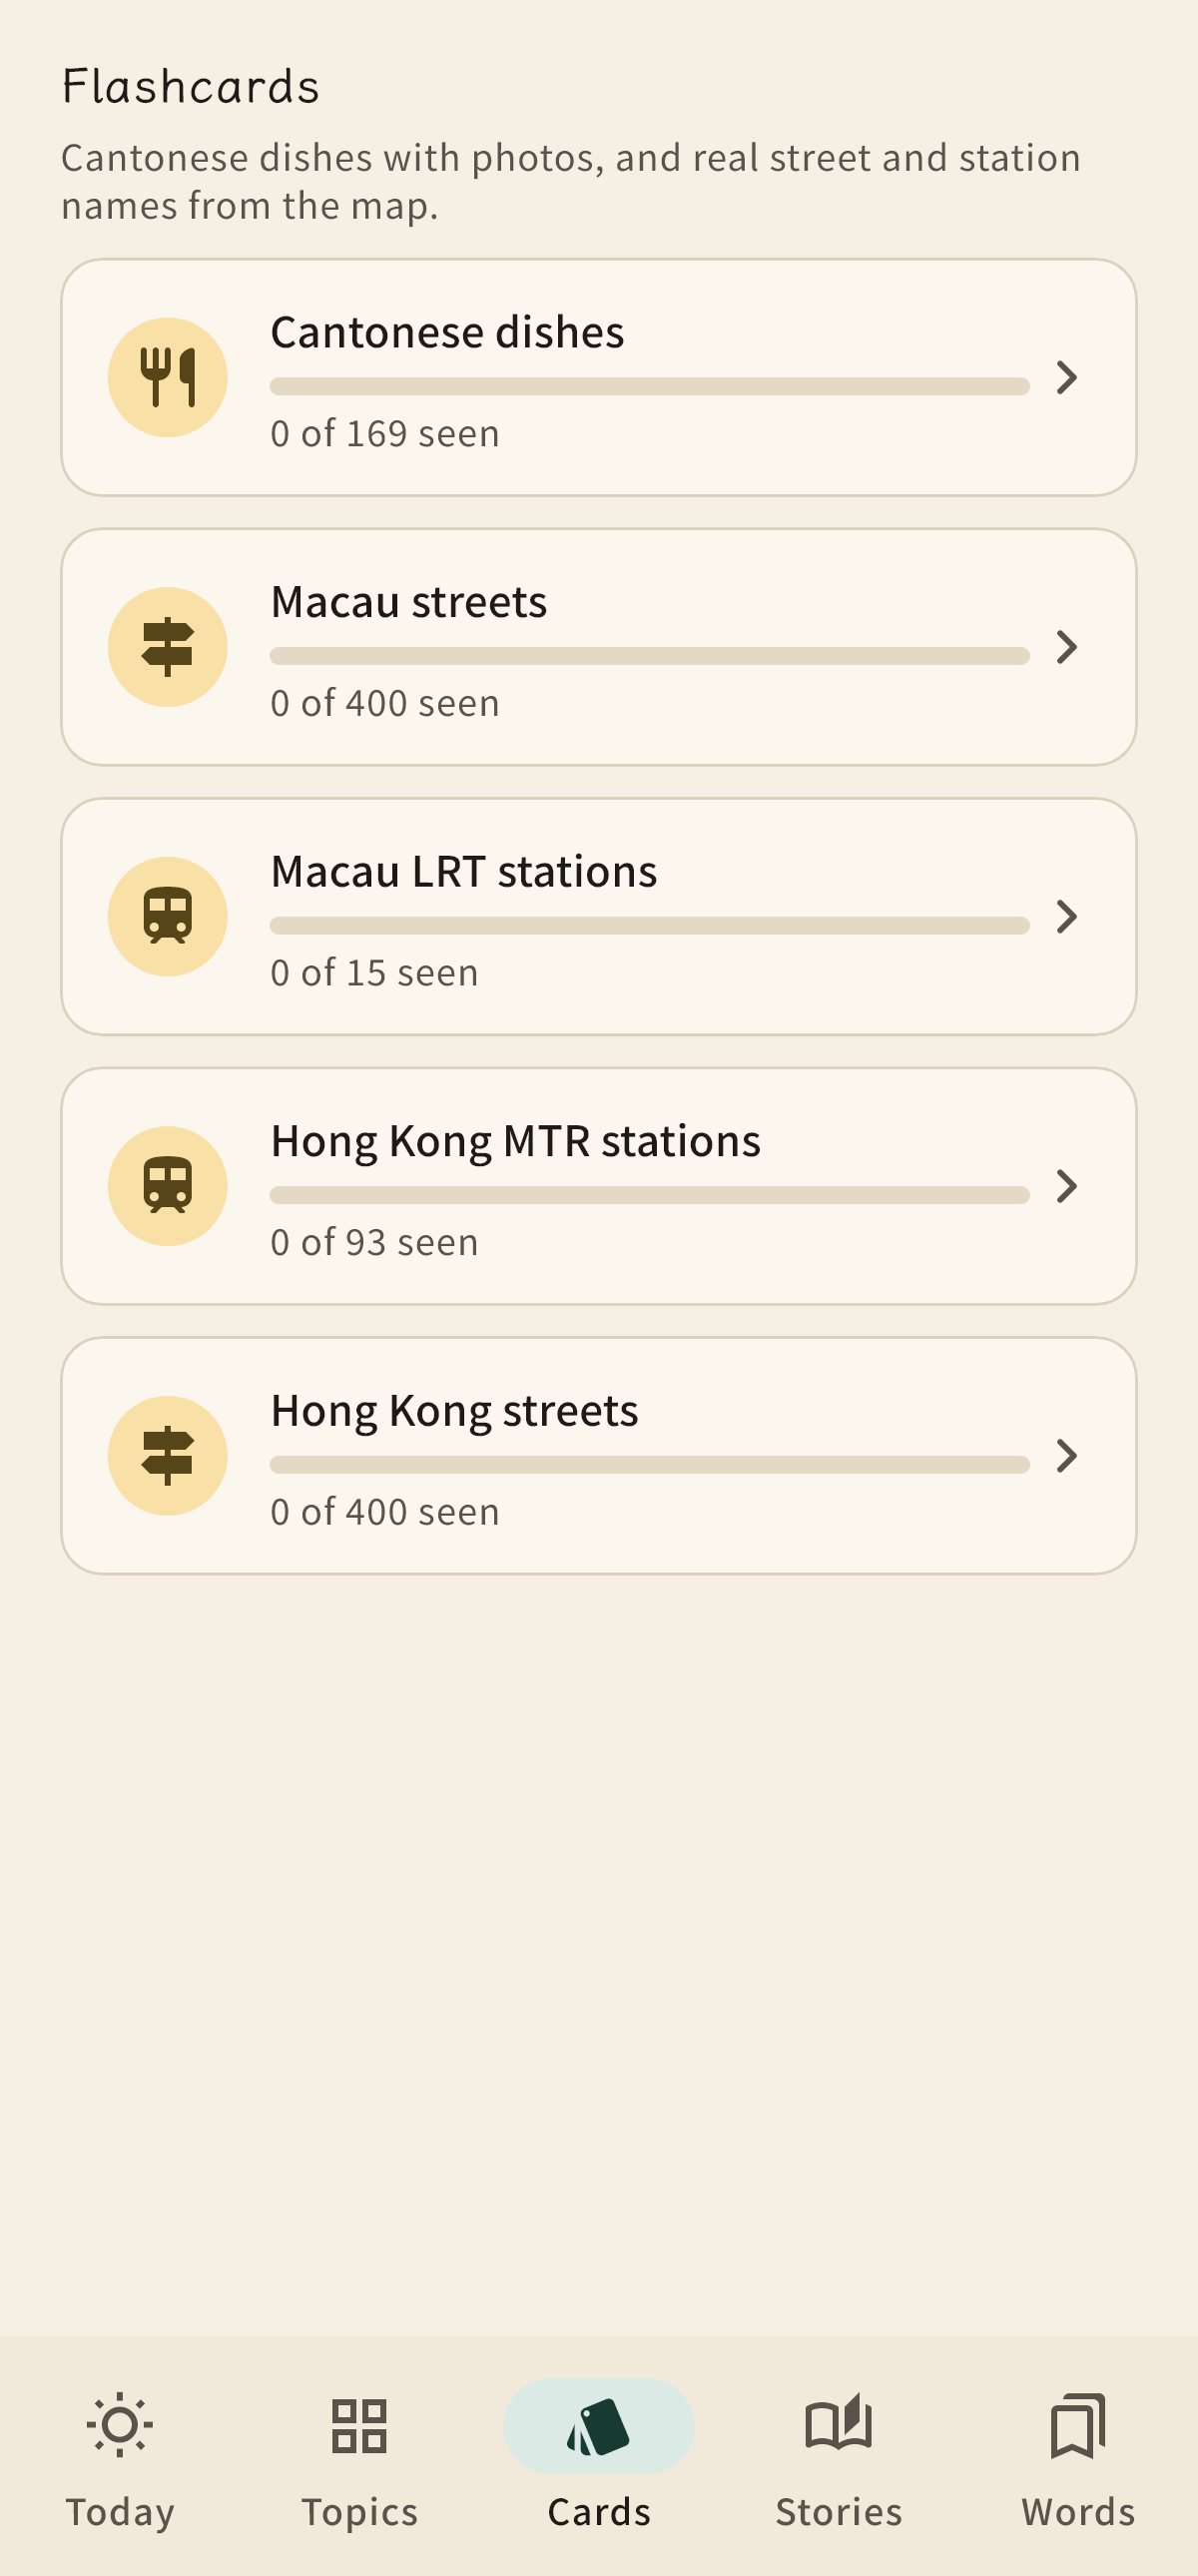 Flashcards
Cantonese dishes with photos, and real street and station
names from the map.
Cantonese dishes
0 of 169 seen
Macau streets
0 of 400 seen
Macau LRT stations
0 of 15 seen
Hong Kong MTR stations
0 of 93 seen
Hong Kong streets
0 of 400 seen
Today
Topics
Cards
Stories
Words